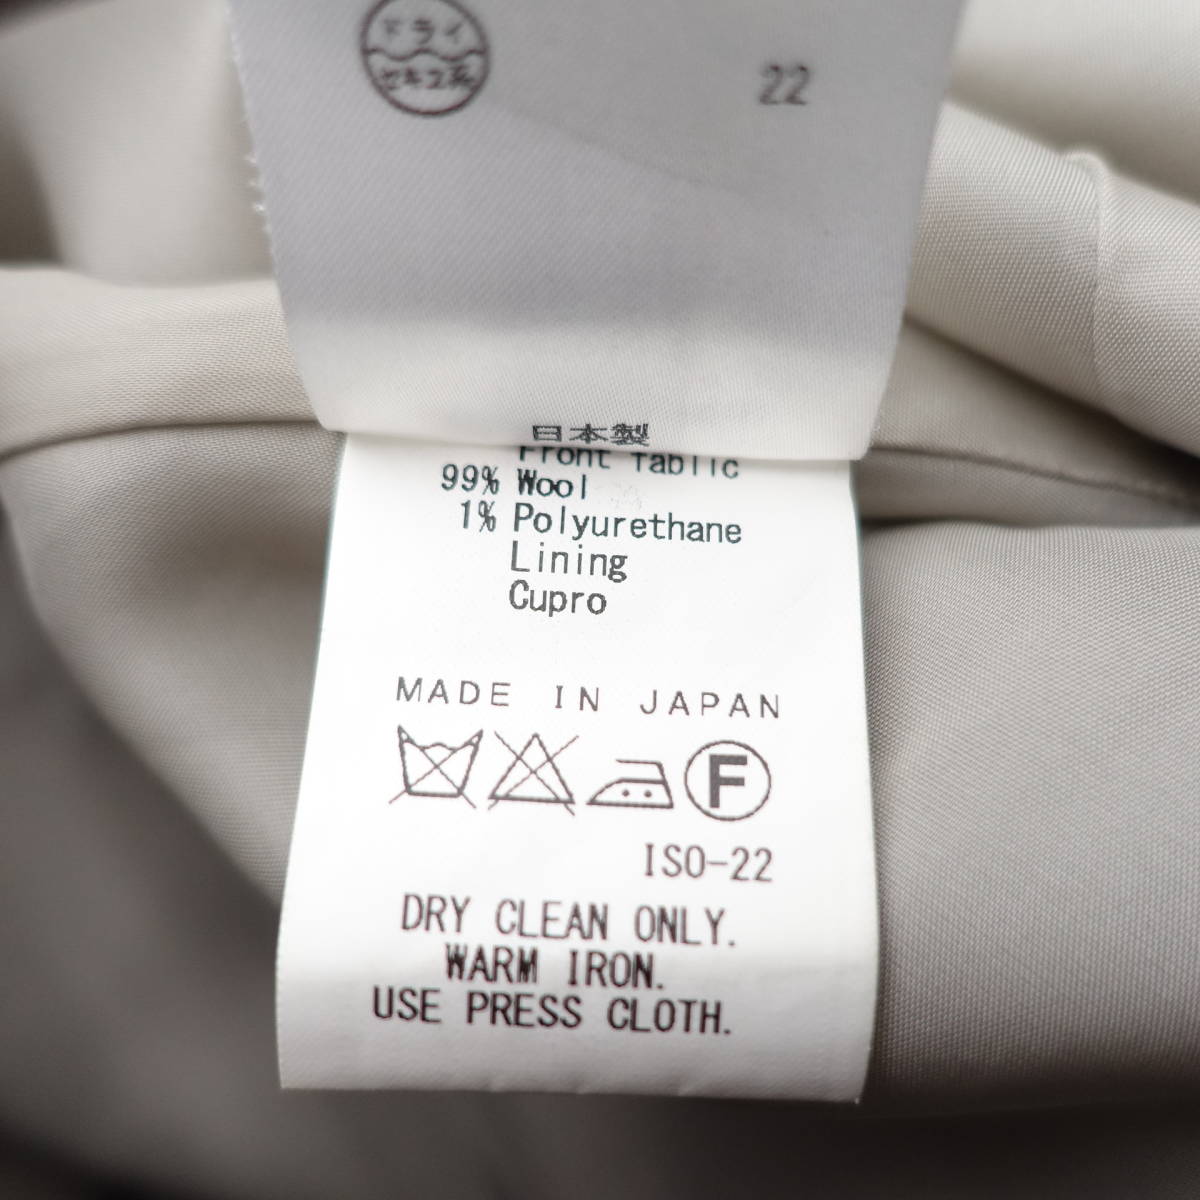 ドライ
セキユ系
22
日本製
Front fablic
99% Wool
1% Polyurethane
Lining
Cupro
MADE IN JAPAN
F
ISO-22
DRY CLEAN ONLY.
WARM IRON.
USE PRESS CLOTH.